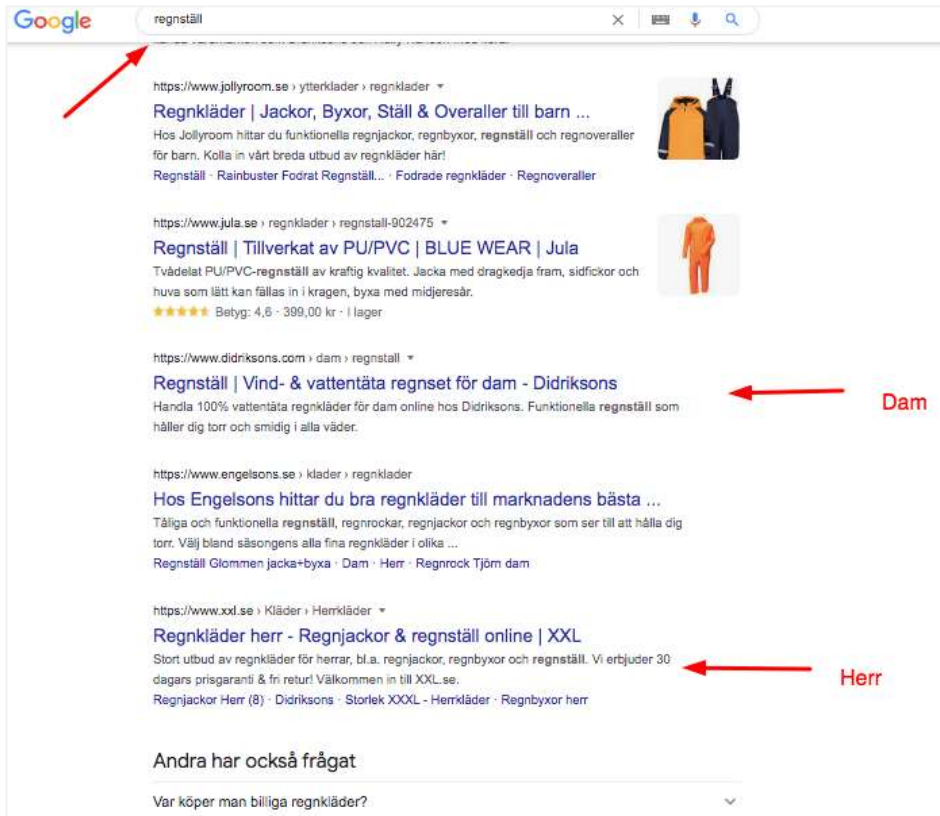 Google
regnställ
https://www.jollyroom.se › ytterklader › regnklader
Regnkläder | Jackor, Byxor, Ställ & Overaller till barn ...
Hos Jollyroom hittar du funktionella regnjackor, regnbyxor, regnställ och regnoveraller
för barn. Kolla in vårt breda utbud av regnkläder här!
Regnställ · Rainbuster Fodrat Regnställ... · Fodrade regnkläder · Regnoveraller
https://www.jula.se › regnklader › regnstall-902475
Regnställ | Tillverkat av PU/PVC | BLUE WEAR | Jula
Tvådelat PU/PVC-regnställ av kraftig kvalitet. Jacka med dragkedja fram, sidfickor och
huva som lätt kan fällas in i kragen, byxa med midjeresår.
Betyg: 4,6 · 399,00 kr · I lager
https://www.didriksons.com › dam › regnstall
Regnställ | Vind- & vattentäta regnset för dam - Didriksons
Handla 100% vattentäta regnkläder för dam online hos Didriksons. Funktionella regnställ som
håller dig torr och smidig i alla väder.
Dam
https://www.engelsons.se › klader › regnklader
Hos Engelsons hittar du bra regnkläder till marknadens bästa ...
Tåliga och funktionella regnställ, regnrockar, regnjackor och regnbyxor som ser till att hålla dig
torr. Välj bland säsongens alla fina regnkläder i olika ...
Regnställ Glommen jacka+byxa · Dam · Herr · Regnrock Tjörn dam
https://www.xxl.se › Kläder › Herrkläder
Regnkläder herr - Regnjackor & regnställ online | XXL
Stort utbud av regnkläder för herrar, bl.a. regnjackor, regnbyxor och regnställ. Vi erbjuder 30
dagars prisgaranti & fri retur! Välkommen in till XXL.se.
Regnjackor Herr (8) · Didriksons · Storlek XXXL - Herrkläder · Regnbyxor herr
Herr
Andra har också frågat
Var köper man billiga regnkläder?